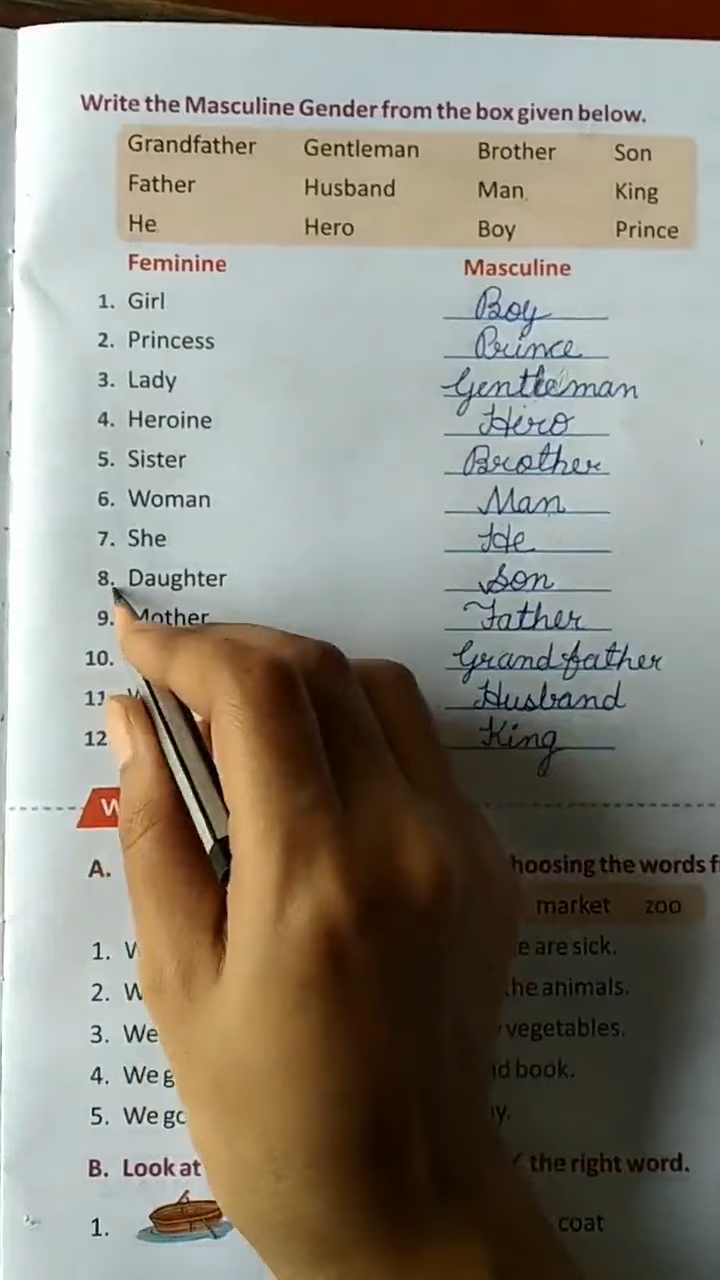 Write the Masculine Gender from the box given below.
Grandfather Gentleman Brother Son
Father Husband Man King
He Hero Boy Prince
Feminine Masculine
1. Girl Boy
2. Princess Prince
3. Lady Gentleman
4. Heroine Hiro
5. Sister Brother
6. Woman Man
7. She He
8. Daughter Son
9. Mother Father
10. Grandfather
11 Husband
12 King
A. hoosing the words f
market zoo
1. W e are sick.
2. W he animals.
3. We vegetables.
4. We g d book.
5. We go y.
B. Look at the right word.
1. coat